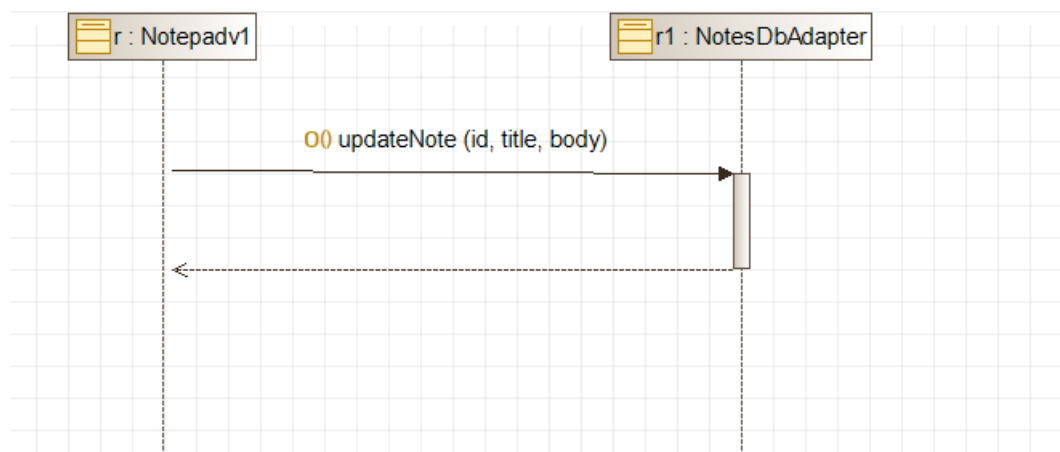 r : Notepadv1
r1 : NotesDbAdapter
O() updateNote (id, title, body)